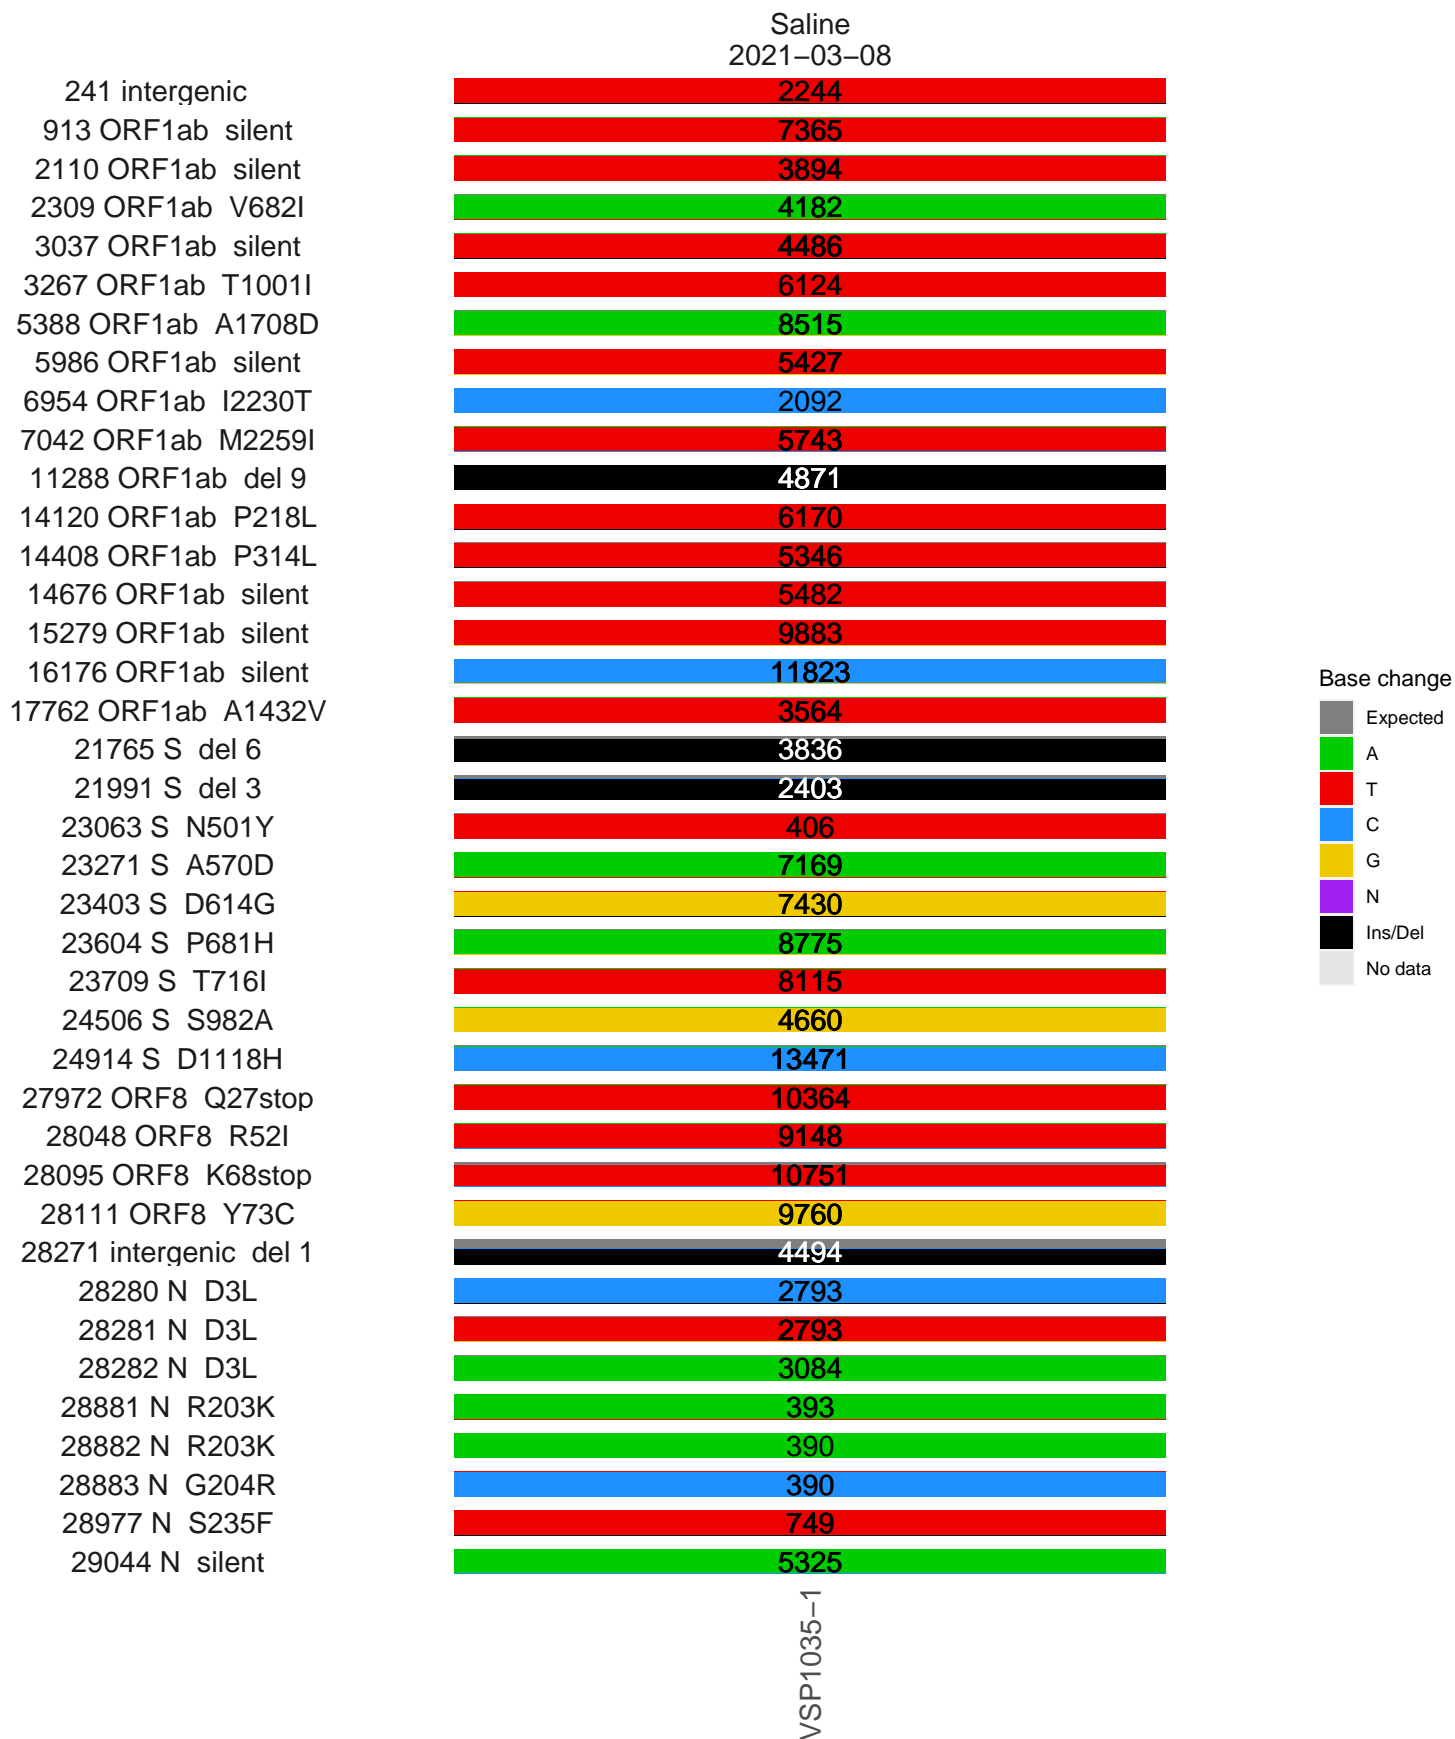 Saline
2021−03−08
241 intergenic 2244
913 ORF1ab silent 7365
2110 ORF1ab silent 3894
2309 ORF1ab V682I 4182
3037 ORF1ab silent 4486
3267 ORF1ab T1001I 6124
5388 ORF1ab A1708D 8515
5986 ORF1ab silent 5427
6954 ORF1ab I2230T 2092
7042 ORF1ab M2259I 5743
11288 ORF1ab del 9 4871
14120 ORF1ab P218L 6170
14408 ORF1ab P314L 5346
14676 ORF1ab silent 5482
15279 ORF1ab silent 9883
16176 ORF1ab silent 11823
17762 ORF1ab A1432V 3564
21765 S del 6 3836
21991 S del 3 2403
23063 S N501Y 406
23271 S A570D 7169
23403 S D614G 7430
23604 S P681H 8775
23709 S T716I 8115
24506 S S982A 4660
24914 S D1118H 13471
27972 ORF8 Q27stop 10364
28048 ORF8 R52I 9148
28095 ORF8 K68stop 10751
28111 ORF8 Y73C 9760
28271 intergenic del 1 4494
28280 N D3L 2793
28281 N D3L 2793
28282 N D3L 3084
28881 N R203K 393
28882 N R203K 390
28883 N G204R 390
28977 N S235F 749
29044 N silent 5325
VSP1035−1
Base change
Expected
A
T
C
G
N
Ins/Del
No data